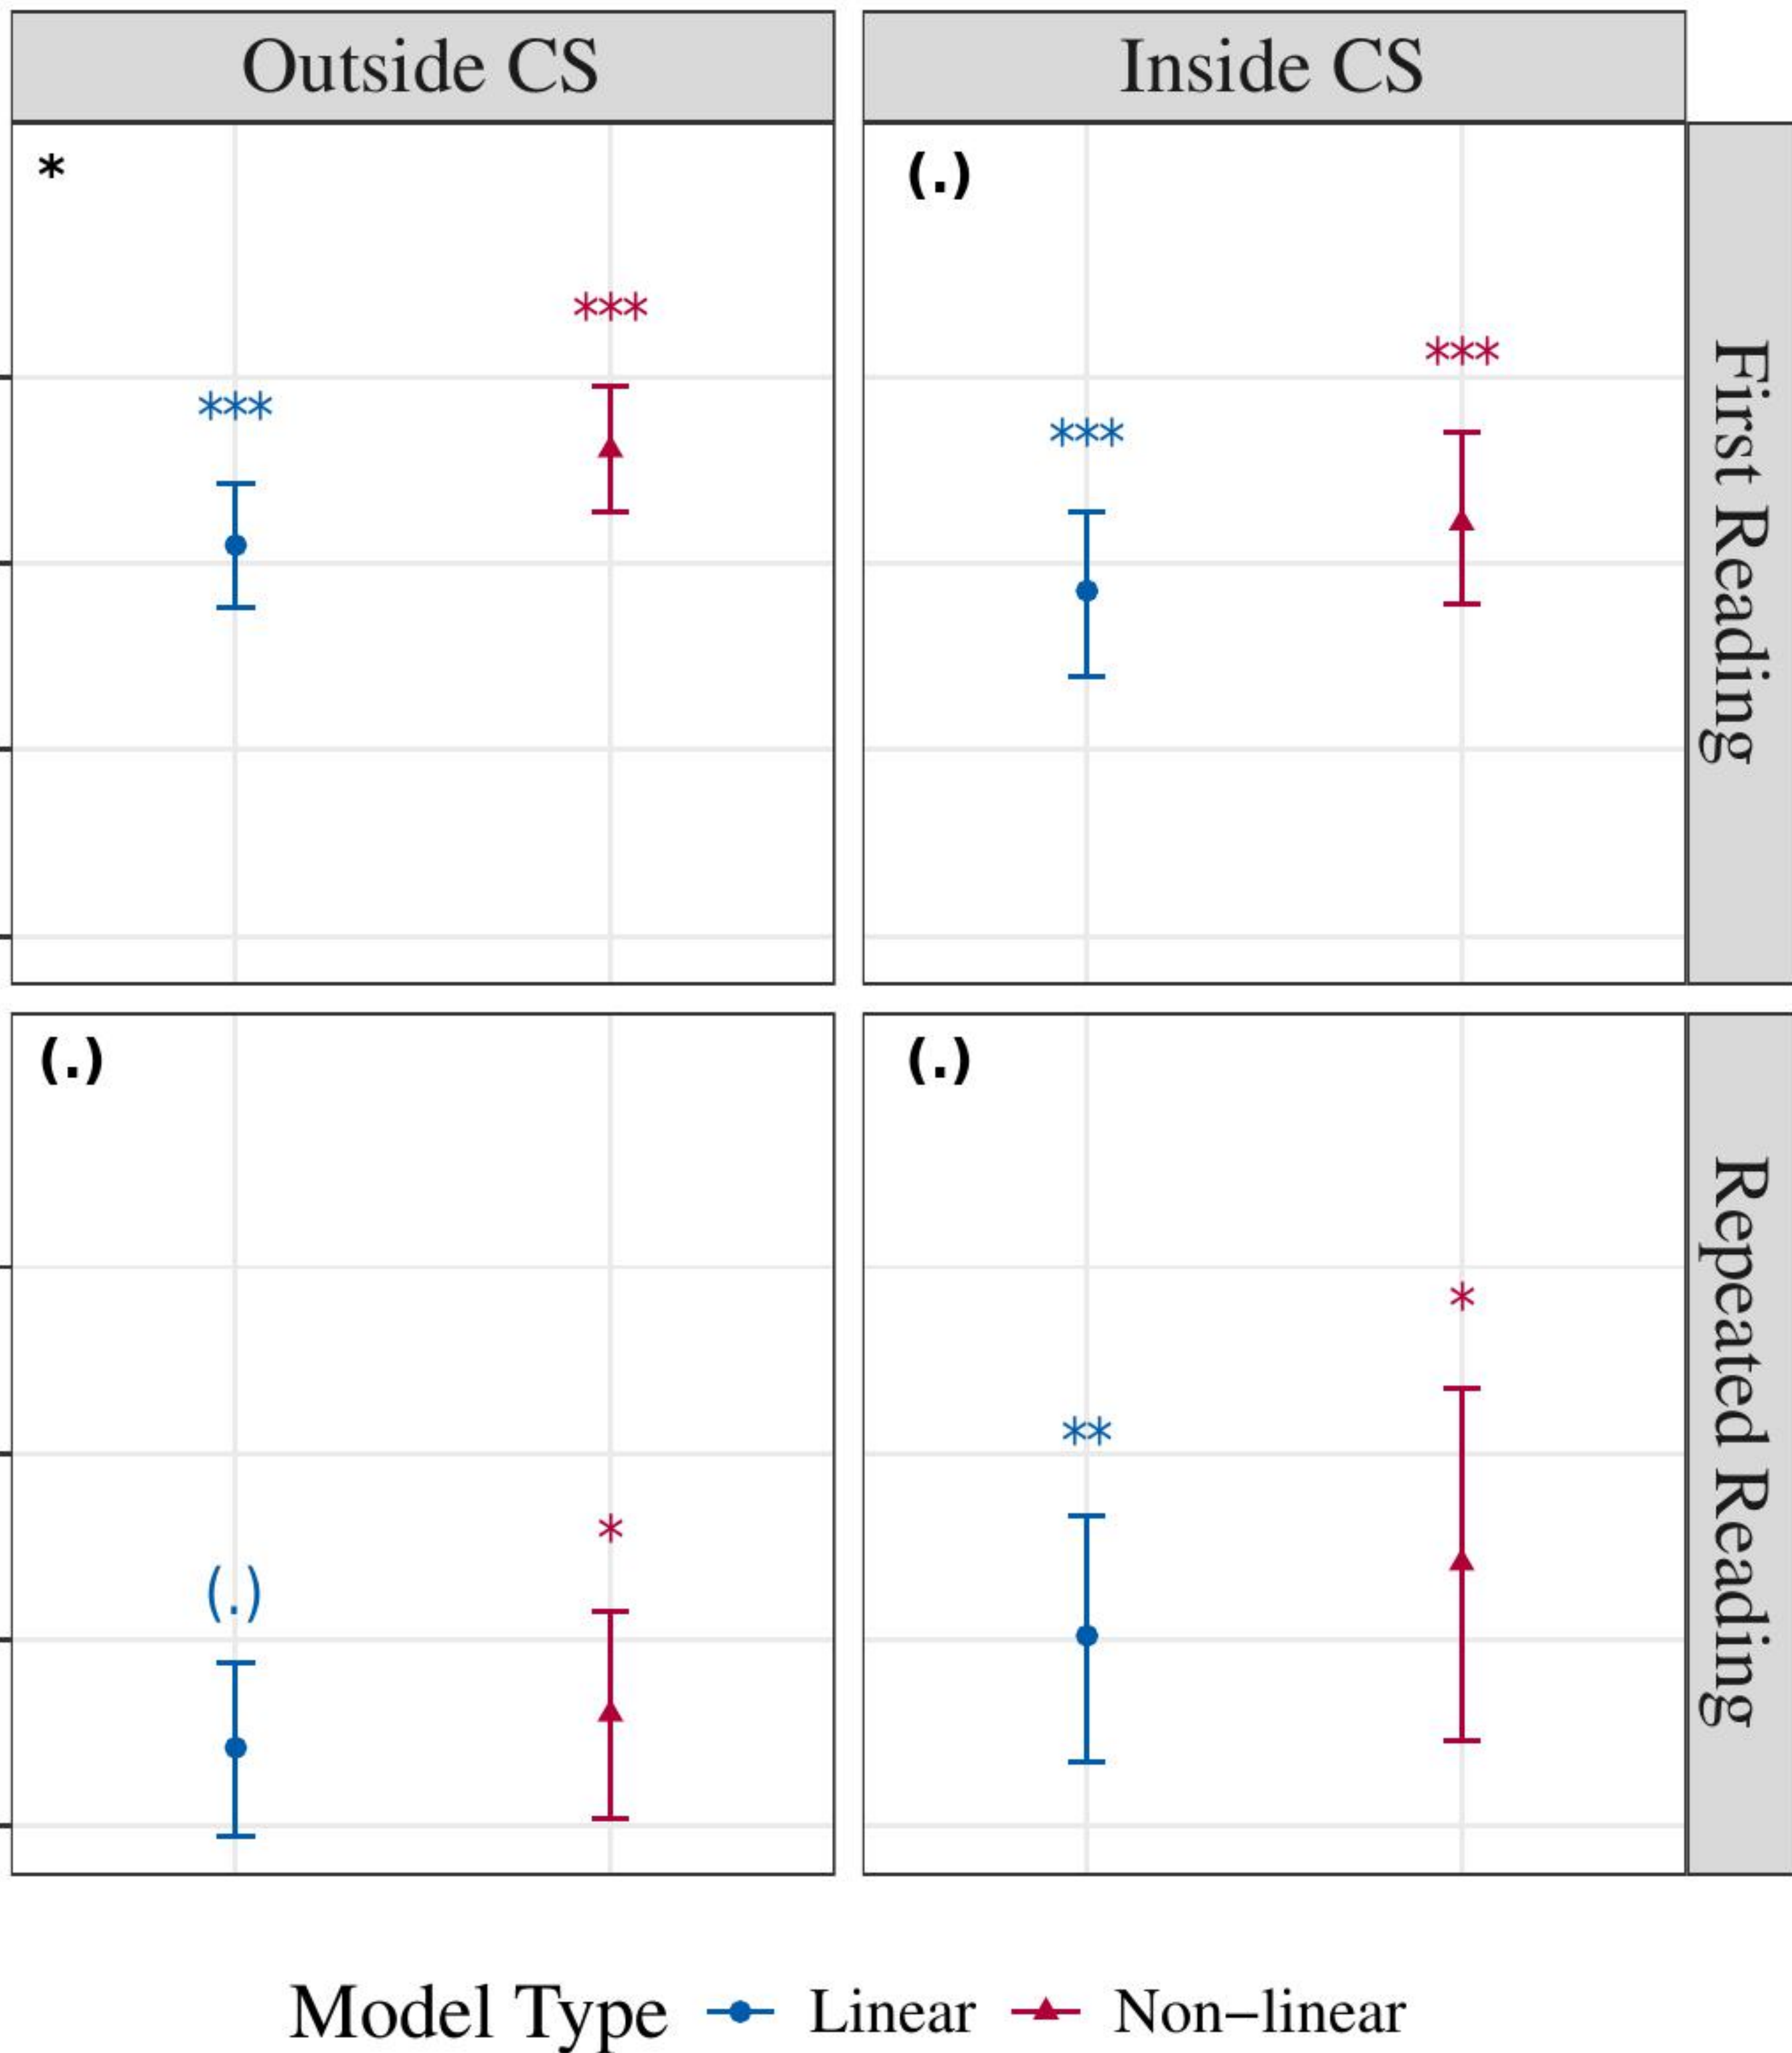 Outside CS
Inside CS
*
(.)
***
***
***
***
First Reading
(.)
(.)
*
**
*
(.)
Repeated Reading
Model Type Linear Non−linear